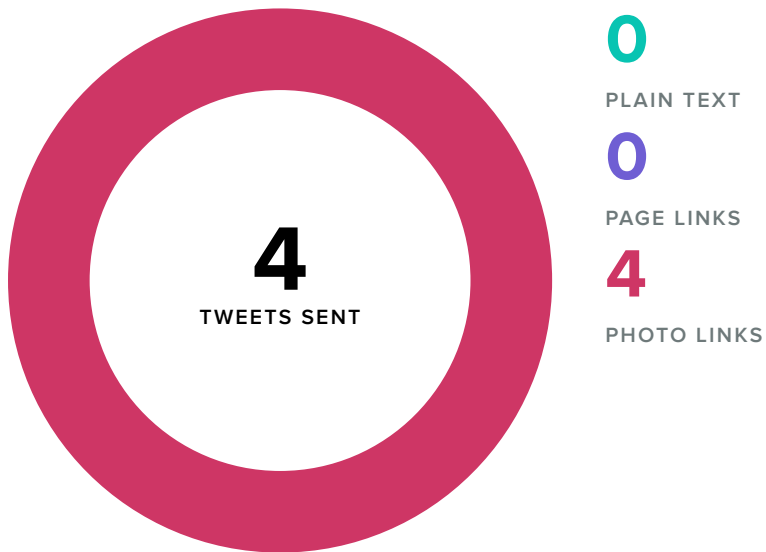 4
TWEETS SENT
0
PLAIN TEXT
0
PAGE LINKS
4
PHOTO LINKS